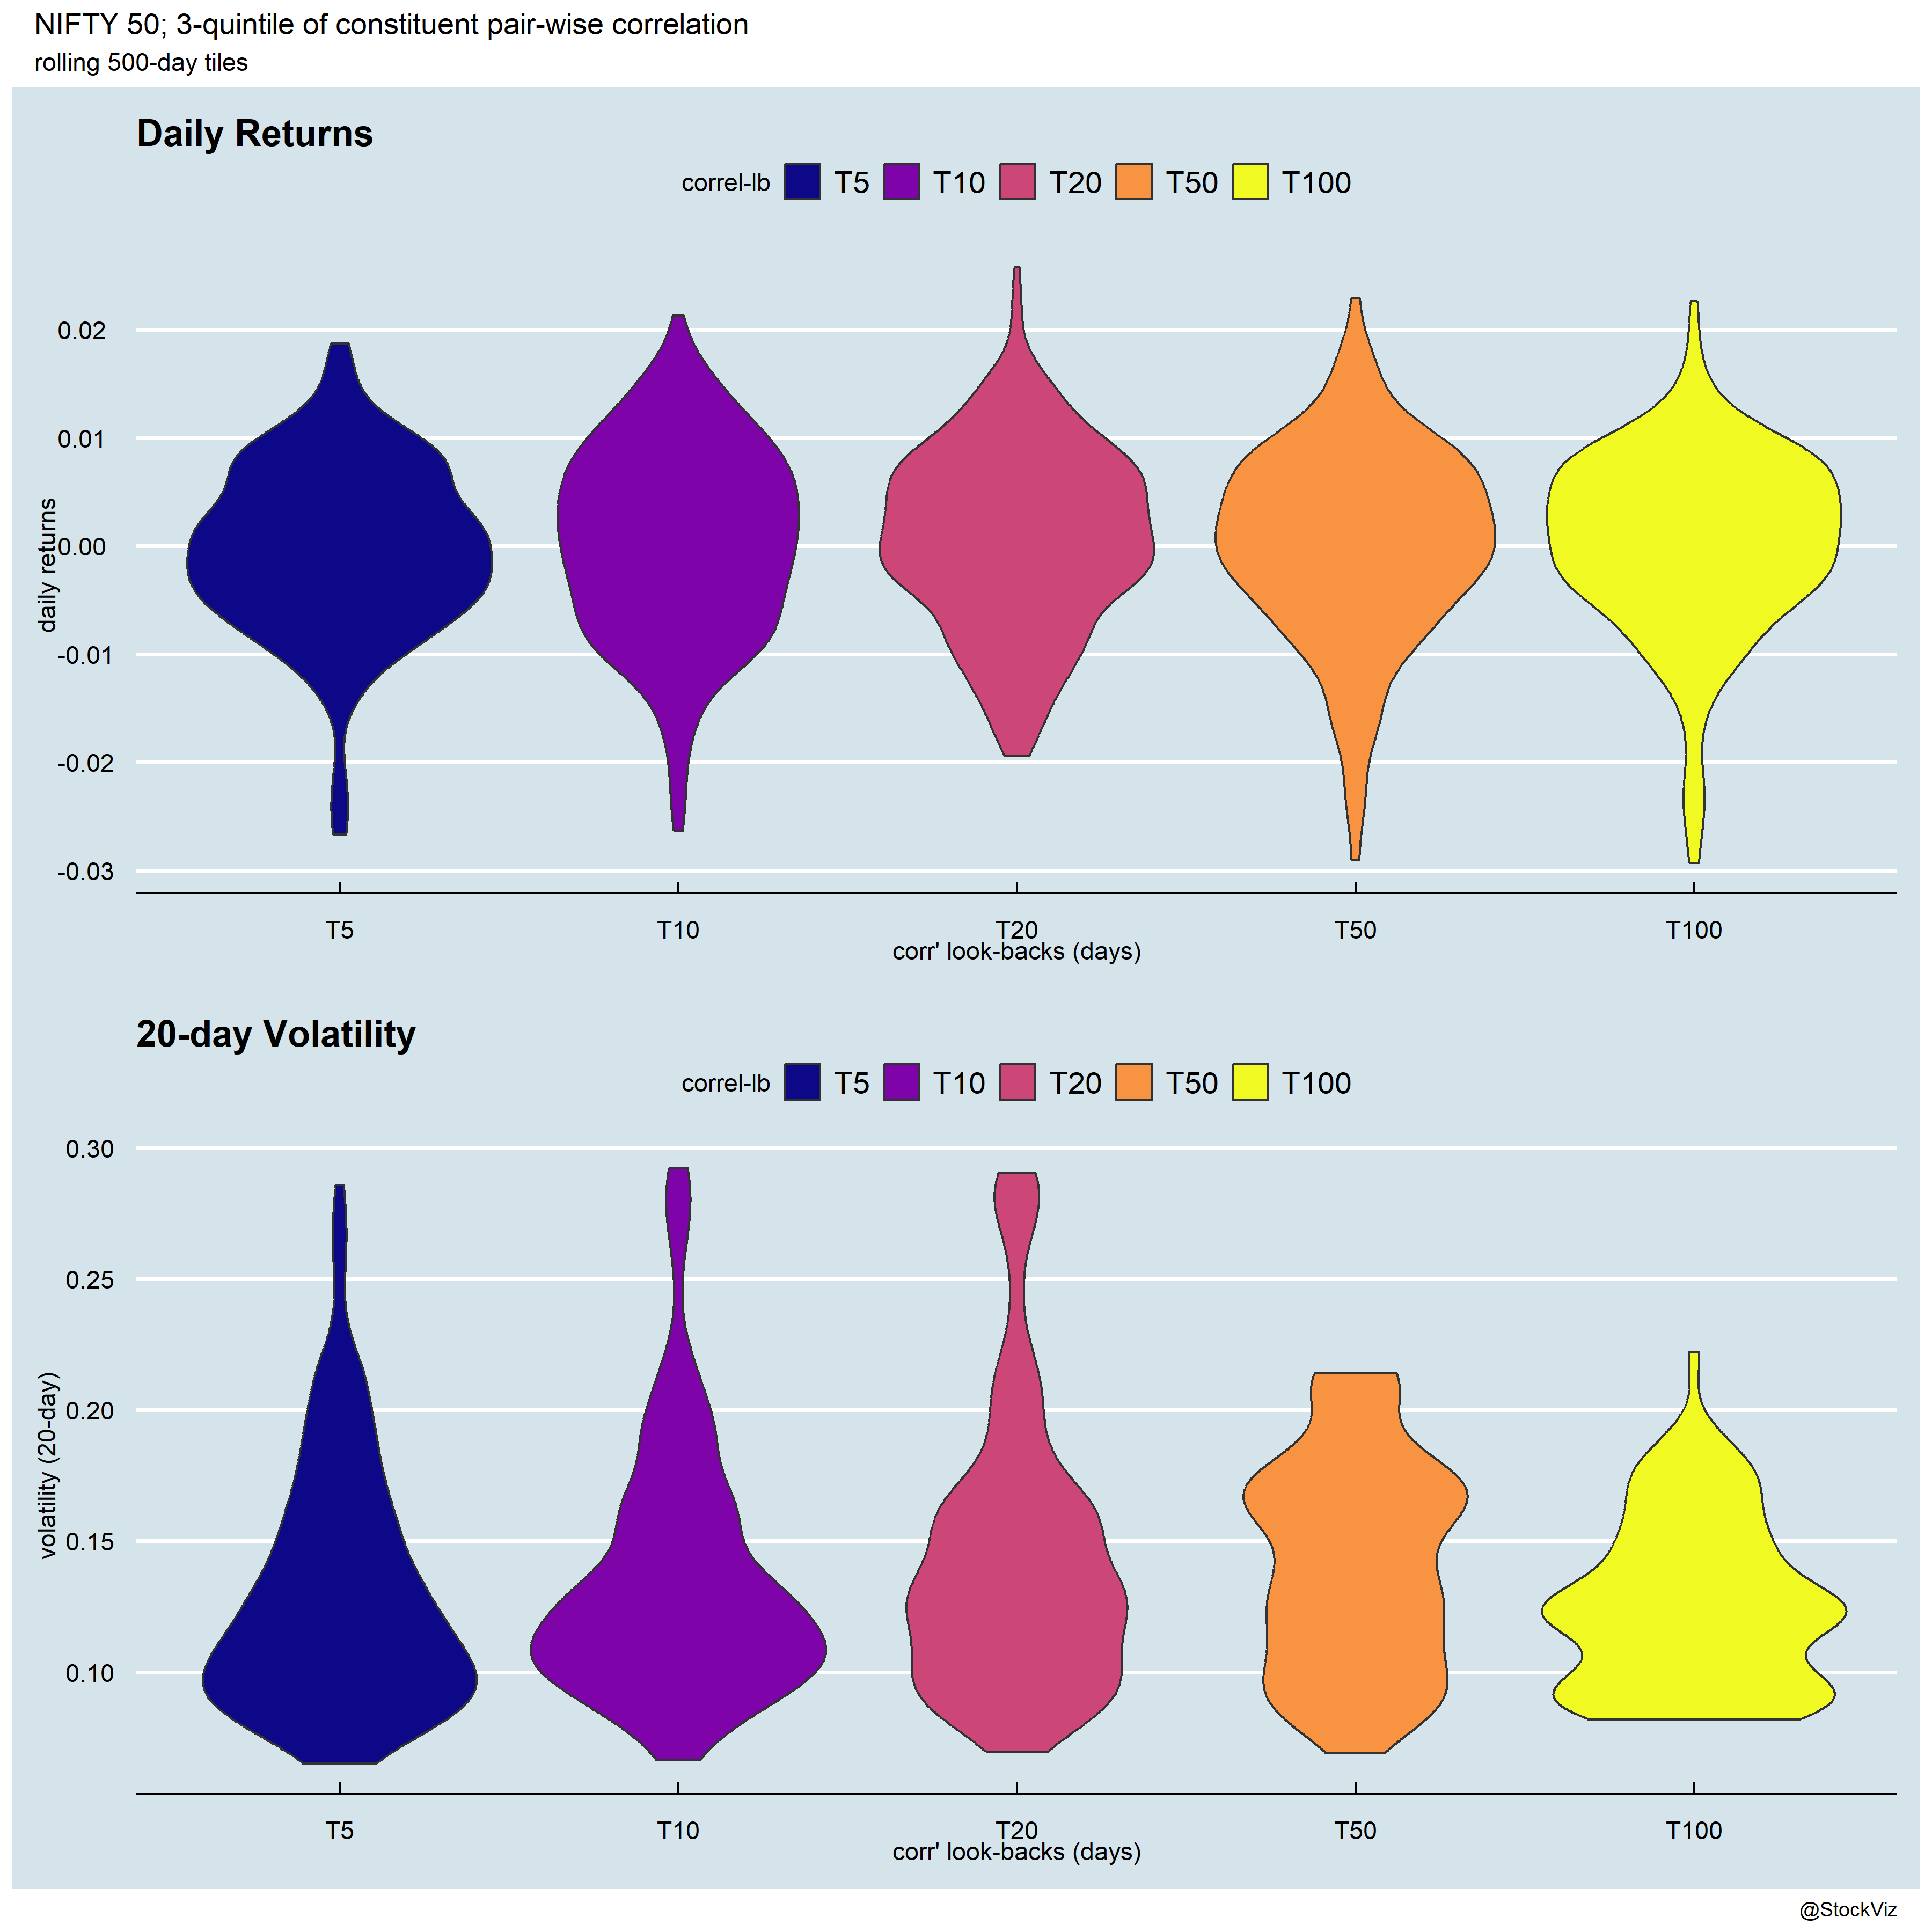 NIFTY 50; 3-quintile of constituent pair-wise correlation
rolling 500-day tiles
Daily Returns
correl-lb T5 T10 T20 T50 T100
daily returns
0.02
0.01
0.00
-0.01
-0.02
-0.03
T5 T10 T20 T50 T100
corr' look-backs (days)
20-day Volatility
correl-lb T5 T10 T20 T50 T100
volatility (20-day)
0.30
0.25
0.20
0.15
0.10
T5 T10 T20 T50 T100
corr' look-backs (days)
@StockViz